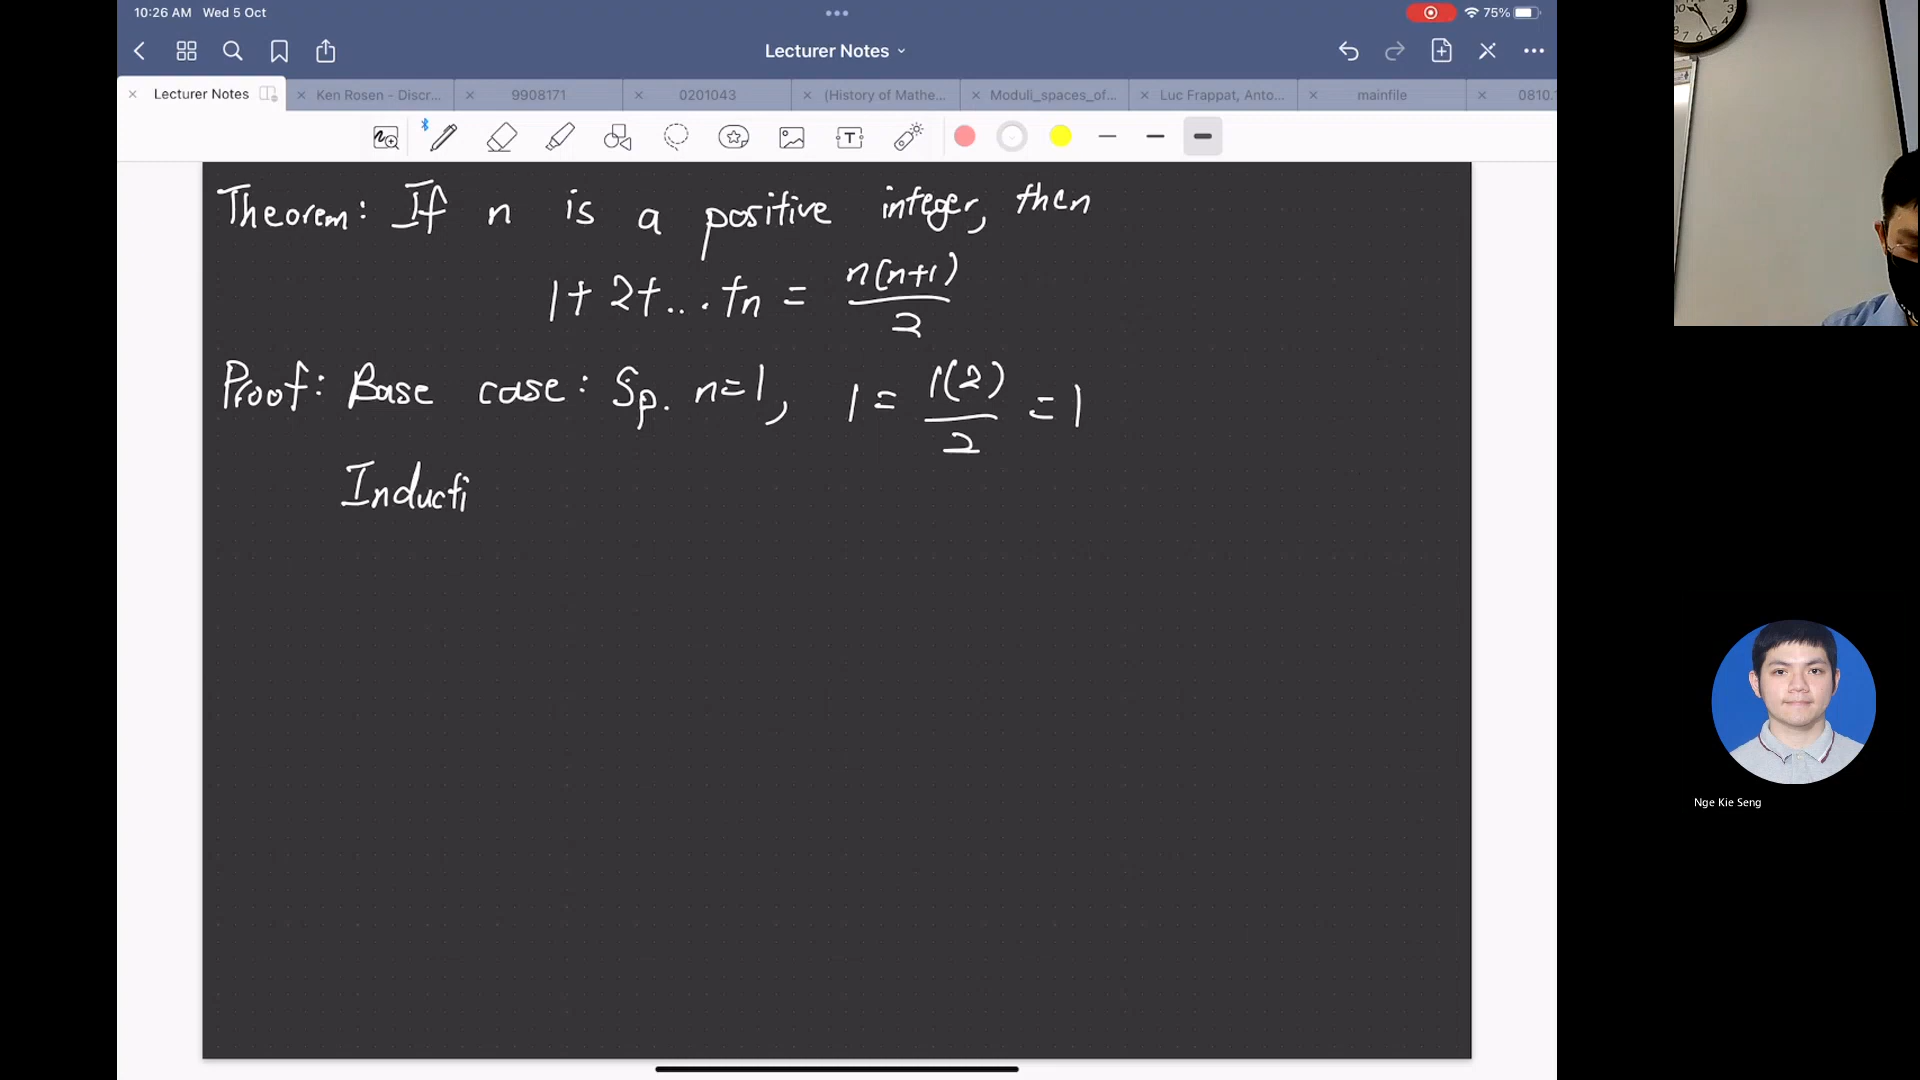 10:26 AM Wed 5 Oct
75%
Lecturer Notes
Lecturer Notes
Ken Rosen - Discr...
9908171
0201043
(History of Mathe...
Moduli_spaces_of...
Luc Frappat, Anto...
mainfile
0810.
Theorem: If n is a positive integer, then
1+ 2+... +n = n(n+1)/2
Proof: Base case: Sp. n=1, 1 = 1(2)/2 = 1
Inducti
Nge Kie Seng